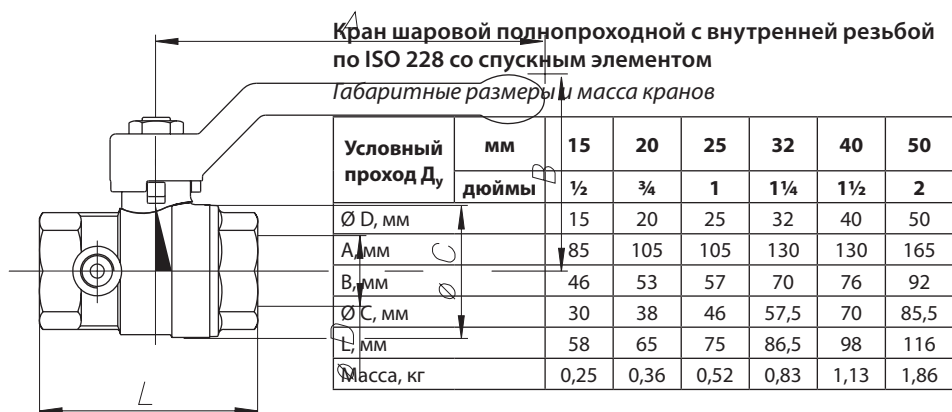 Кран шаровой полнопроходной с внутренней резьбой
по ISO 228 со спускным элементом
Габаритные размеры и масса кранов
Условный проход Ду мм 15 20 25 32 40 50
дюймы ½ ¾ 1 1¼ 1½ 2
Ø D, мм 15 20 25 32 40 50
A, мм 85 105 105 130 130 165
B, мм 46 53 57 70 76 92
Ø C, мм 30 38 46 57,5 70 85,5
L, мм 58 65 75 86,5 98 116
Масса, кг 0,25 0,36 0,52 0,83 1,13 1,86
A
B
Ø C
Ø D
L